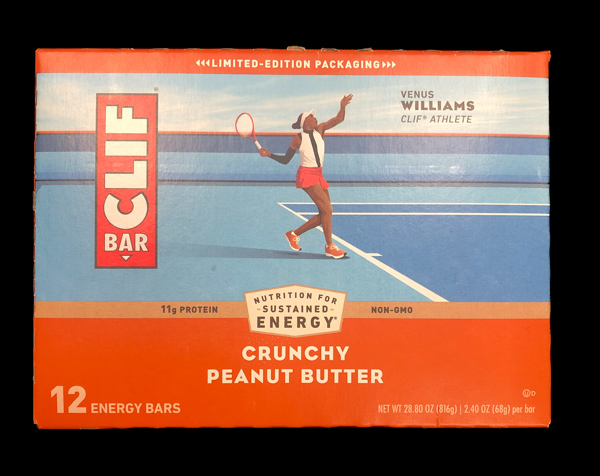 LIMITED-EDITION PACKAGING
VENUS
WILLIAMS
CLIF® ATHLETE
CLIF®
BAR
11g PROTEIN
NUTRITION FOR
-SUSTAINED-
ENERGY®
NON-GMO
CRUNCHY
PEANUT BUTTER
12 ENERGY BARS
U D
NET WT 28.80 OZ (816g) | 2.40 OZ (68g) per bar